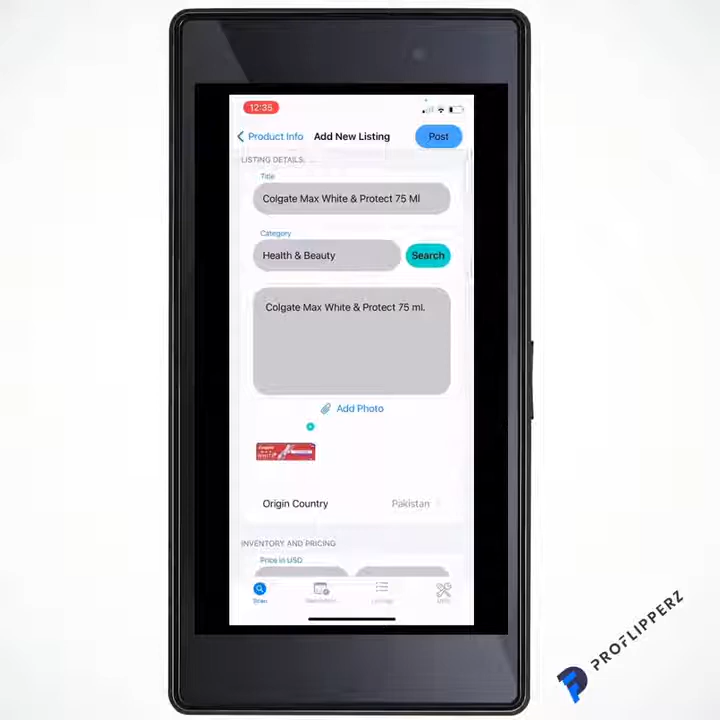 12:35
Product Info
Add New Listing
Post
LISTING DETAILS.
Title
Colgate Max White & Protect 75 Ml
Category
Health & Beauty
Search
Colgate Max White & Protect 75 ml.
Add Photo
Origin Country
Pakistan
INVENTORY AND PRICING
Price in USD
Scan
Listings
PROFLIPPERZ